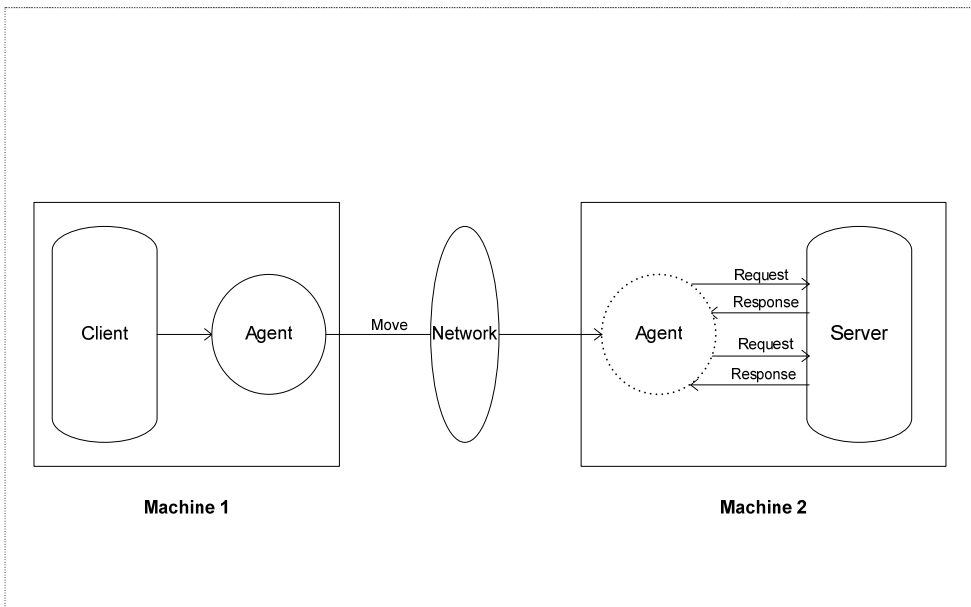 Client
Agent
Move
Network
Agent
Request
Response
Request
Response
Server
Machine 1
Machine 2